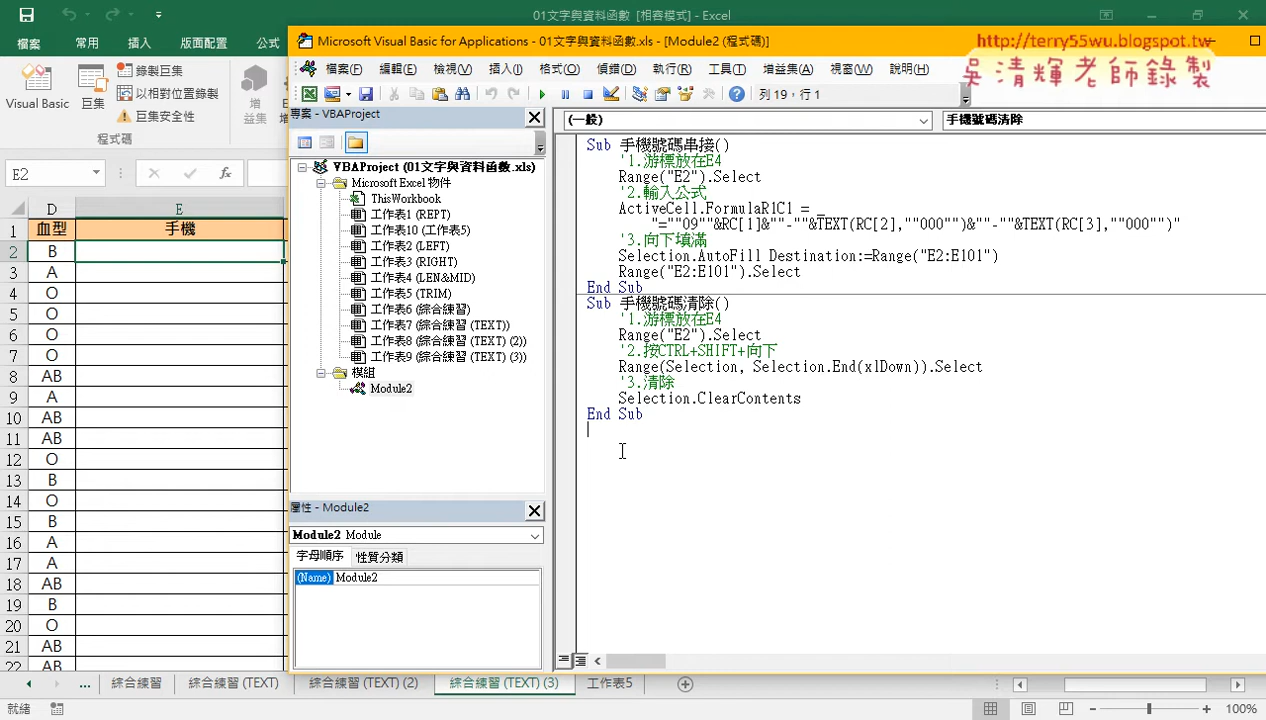 01文字與資料函數 [相容模式] - Excel
檔案 常用 插入 版面配置 公式
Visual Basic 巨集 錄製巨集
以相對位置錄製
巨集安全性
增益集
程式碼
E2 fx
D E
1 血型 手機
2 B
3 A
4 O
5 O
6 O
7 O
8 AB
9 A
10 AB
11 AB
12 O
13 B
14 O
15 B
16 A
17 A
18 AB
19 B
20 O
21 AB
22 AB
Microsoft Visual Basic for Applications - 01文字與資料函數.xls - [Module2 (程式碼)]
http://terry55wu.blogspot.tw
吳清輝老師錄製
檔案(F) 編輯(E) 檢視(V) 插入(I) 格式(O) 偵錯(D) 執行(R) 工具(T) 增益集(A) 視窗(W) 說明(H)
列 19，行 1
專案 - VBAProject
VBAProject (01文字與資料函數.xls)
Microsoft Excel 物件
ThisWorkbook
工作表1 (REPT)
工作表10 (工作表5)
工作表2 (LEFT)
工作表3 (RIGHT)
工作表4 (LEN&MID)
工作表5 (TRIM)
工作表6 (綜合練習)
工作表7 (綜合練習 (TEXT))
工作表8 (綜合練習 (TEXT) (2))
工作表9 (綜合練習 (TEXT) (3))
模組
Module2
屬性 - Module2
Module2 Module
字母順序 性質分類
(Name) Module2
(一般) 手機號碼清除
Sub 手機號碼串接()
'1.游標放在E4
Range("E2").Select
'2.輸入公式
ActiveCell.FormulaR1C1 = _
"=""09""&RC[1]&""-""&TEXT(RC[2],""000"")&""-""&TEXT(RC[3],""000"")"
'3.向下填滿
Selection.AutoFill Destination:=Range("E2:E101")
Range("E2:E101").Select
End Sub
Sub 手機號碼清除()
'1.游標放在E4
Range("E2").Select
'2.按CTRL+SHIFT+向下
Range(Selection, Selection.End(xlDown)).Select
'3.清除
Selection.ClearContents
End Sub
... 綜合練習 綜合練習 (TEXT) 綜合練習 (TEXT) (2) 綜合練習 (TEXT) (3) 工作表5
就緒 100%